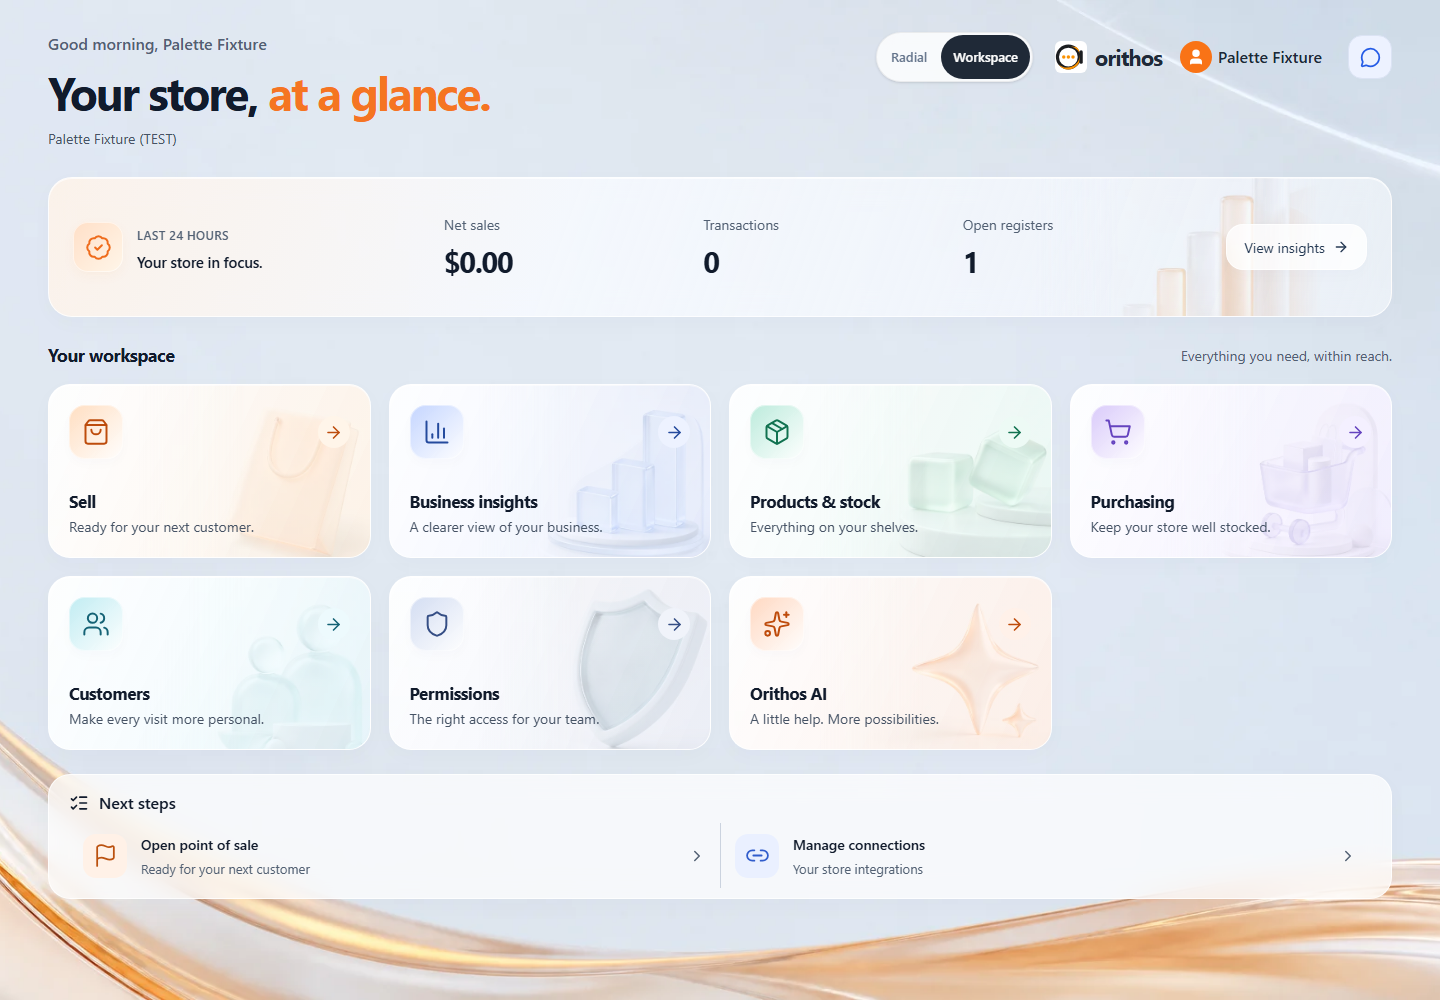 Good morning, Palette Fixture
Radial
Workspace
orithos
Palette Fixture
Your store, at a glance.
Palette Fixture (TEST)
LAST 24 HOURS
Your store in focus.
Net sales
$0.00
Transactions
0
Open registers
1
View insights
Your workspace
Everything you need, within reach.
Sell
Ready for your next customer.
Business insights
A clearer view of your business.
Products & stock
Everything on your shelves.
Purchasing
Keep your store well stocked.
Customers
Make every visit more personal.
Permissions
The right access for your team.
Orithos AI
A little help. More possibilities.
Next steps
Open point of sale
Ready for your next customer
Manage connections
Your store integrations